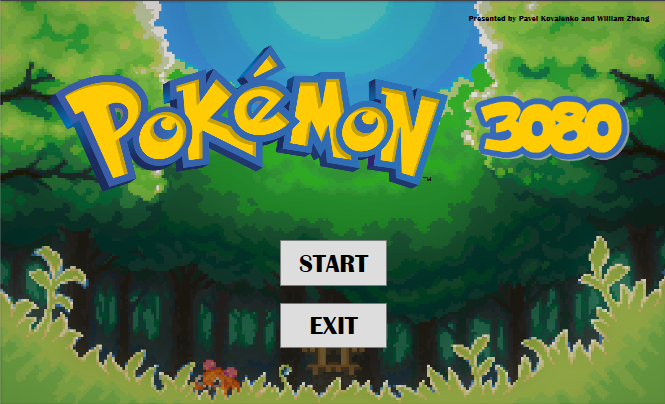 Presented by Pavel Kovalenko and William Zheng
POKéMON 3080
TM
START
EXIT